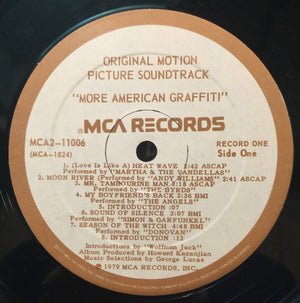 ORIGINAL MOTION
PICTURE SOUNDTRACK
"MORE AMERICAN GRAFFITI"
MCA RECORDS
MCA2-11006
(MCA-1824)
RECORD ONE
Side One
1. (Love Is Like A) HEAT WAVE 2:42 ASCAP
Performed by "MARTHA & THE VANDELLAS"
2. MOON RIVER (Performed by "ANDY WILLIAMS") 2:41 ASCAP
3. MR. TAMBOURINE MAN 2:18 ASCAP
Performed by "THE BYRDS"
4. MY BOYFRIEND'S BACK 2:26 BMI
Performed by "THE ANGELS"
5. INTRODUCTION :07
6. SOUND OF SILENCE 3:07 BMI
Performed by "SIMON & GARFUNKEL"
7. SEASON OF THE WITCH 4:48 BMI
Performed by "DONOVAN"
8. INTRODUCTION :12
Introductions by "Wolfman Jack"
Album Produced by Howard Kazanjian
Music Selections by George Lucas
℗ 1979 MCA RECORDS, INC.